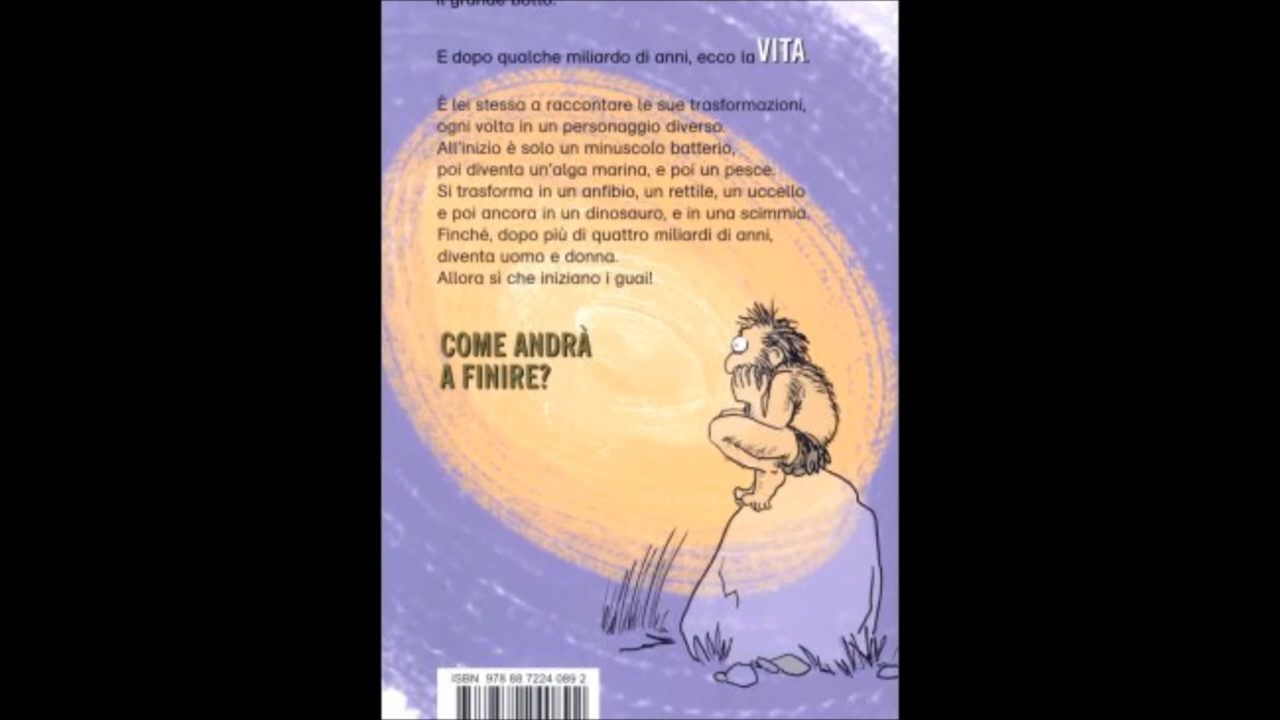 il grande botto.
E dopo qualche miliardo di anni, ecco la VITA.
È lei stessa a raccontare le sue trasformazioni,
ogni volta in un personaggio diverso.
All'inizio è solo un minuscolo batterio,
poi diventa un'alga marina, e poi un pesce.
Si trasforma in un anfibio, un rettile, un uccello
e poi ancora in un dinosauro, e in una scimmia.
Finché, dopo più di quattro miliardi di anni,
diventa uomo e donna.
Allora sì che iniziano i guai!
COME ANDRÀ
A FINIRE?
ISBN 978 88 7224 089 2